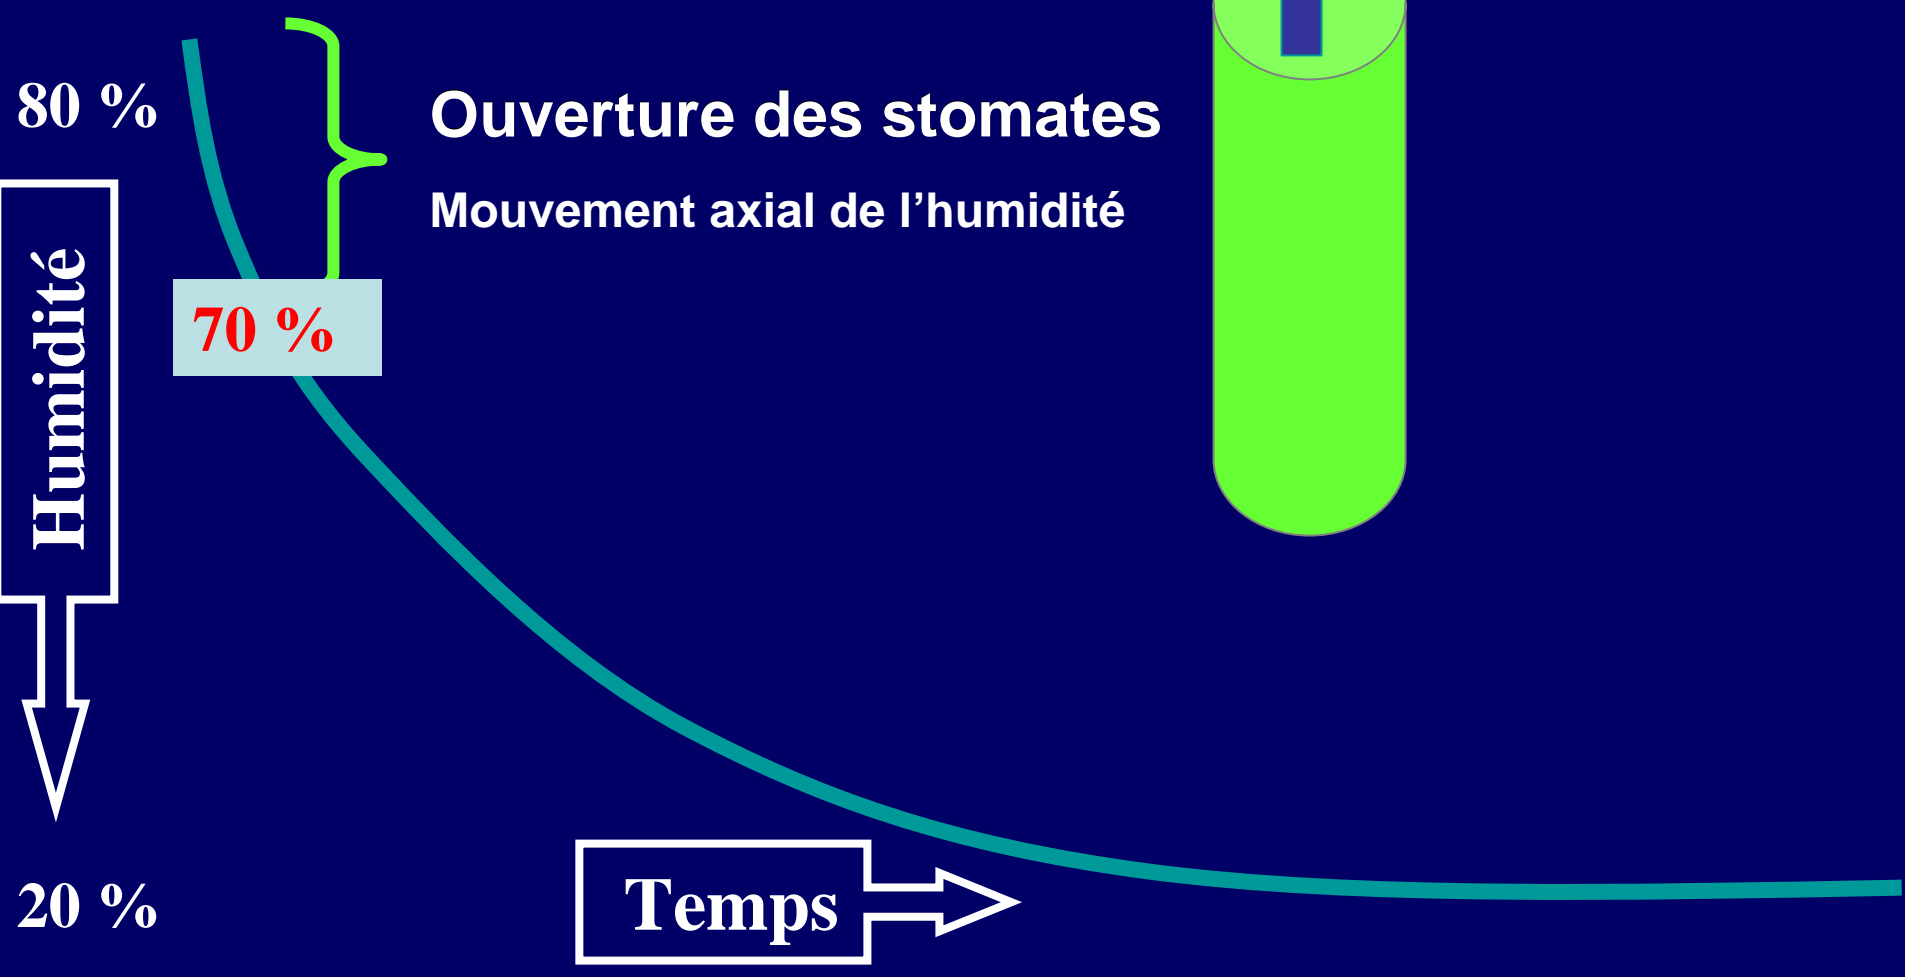 80 %
Ouverture des stomates
Mouvement axial de l’humidité
Humidité
70 %
Temps
20 %